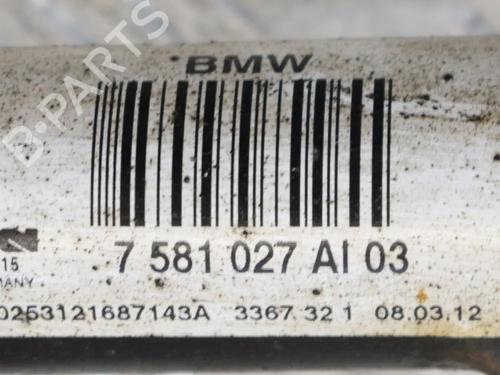 BMW
B-PARTS
7 581 027 AI 03
15
MANY
0253121687143A 3367 32 1 08.03.12